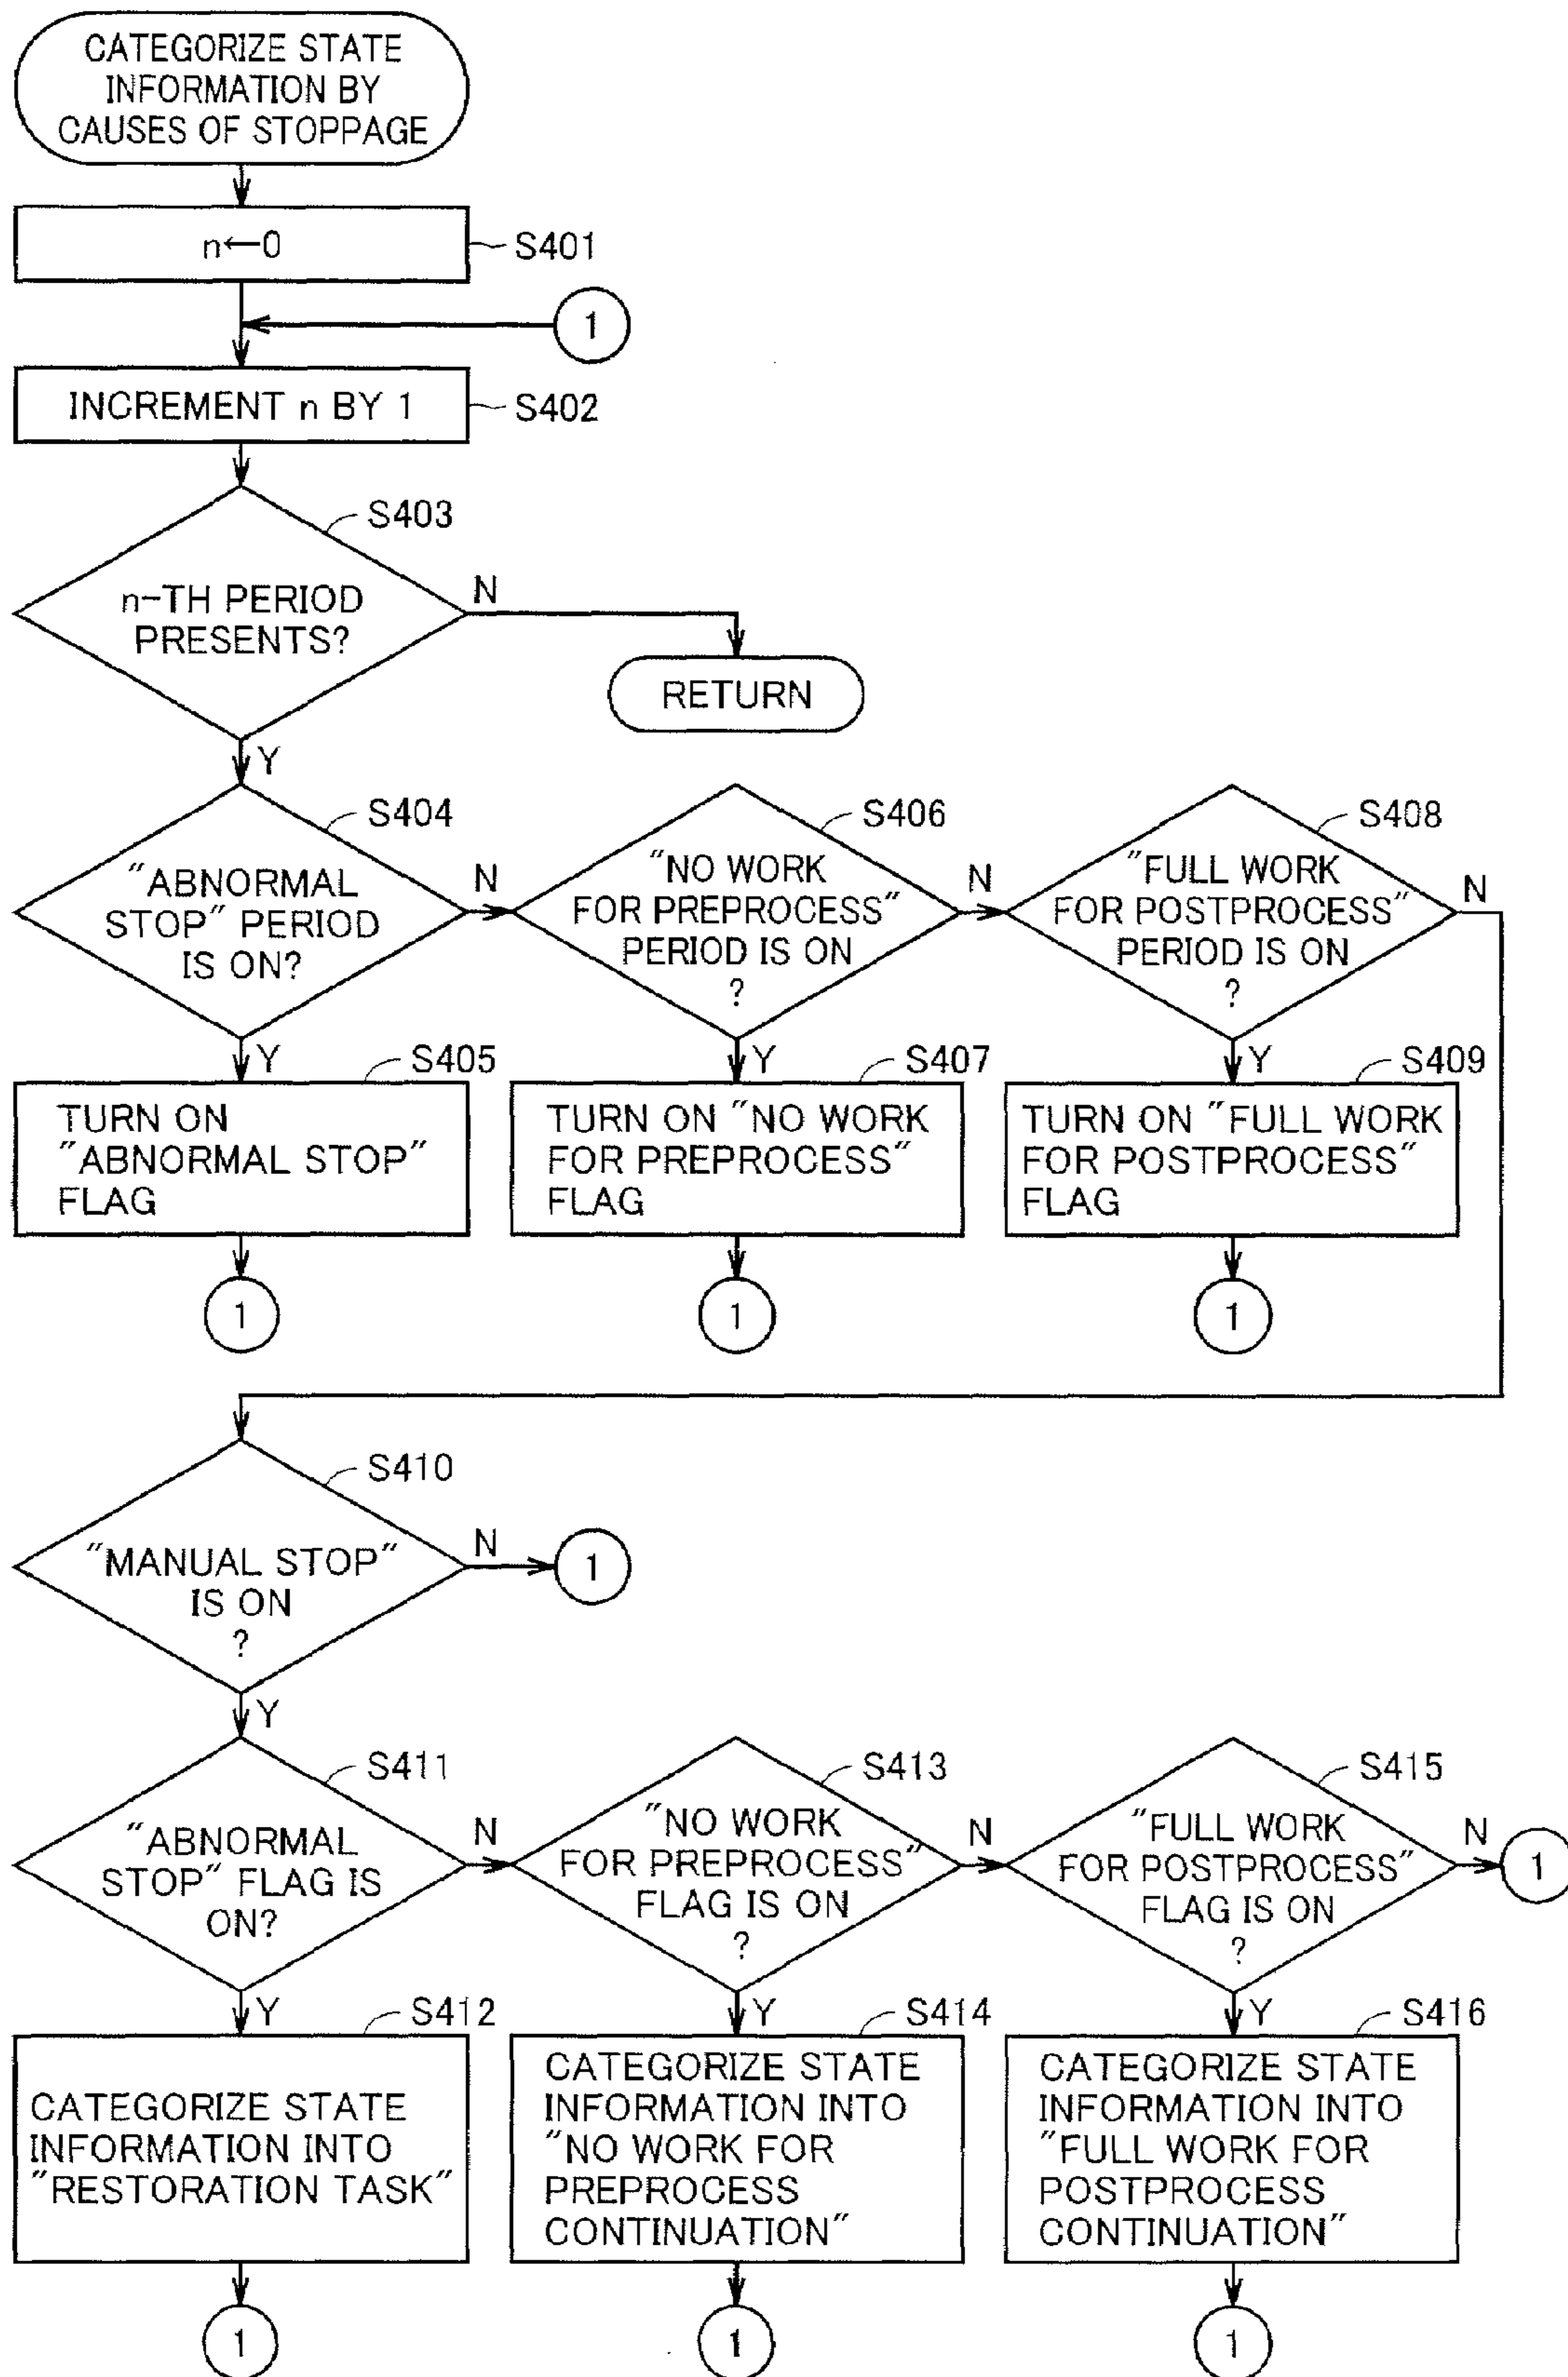 CATEGORIZE STATE
INFORMATION BY
CAUSES OF STOPPAGE
n←0
S401
1
INCREMENT n BY 1
S402
S403
n-TH PERIOD
PRESENTS?
N
RETURN
Y
S404
"ABNORMAL
STOP" PERIOD
IS ON?
N
S406
"NO WORK
FOR PREPROCESS"
PERIOD IS ON
?
N
S408
"FULL WORK
FOR POSTPROCESS"
PERIOD IS ON
?
N
Y
S405
TURN ON
"ABNORMAL STOP"
FLAG
1
Y
S407
TURN ON "NO WORK
FOR PREPROCESS"
FLAG
1
Y
S409
TURN ON "FULL WORK
FOR POSTPROCESS"
FLAG
1
S410
"MANUAL STOP"
IS ON
?
N
1
Y
S411
"ABNORMAL
STOP" FLAG IS
ON?
N
S413
"NO WORK
FOR PREPROCESS"
FLAG IS ON
?
N
S415
"FULL WORK
FOR POSTPROCESS"
FLAG IS ON
?
N
1
Y
S412
CATEGORIZE STATE
INFORMATION INTO
"RESTORATION TASK"
1
Y
S414
CATEGORIZE STATE
INFORMATION INTO
"NO WORK FOR
PREPROCESS
CONTINUATION"
1
Y
S416
CATEGORIZE STATE
INFORMATION INTO
"FULL WORK FOR
POSTPROCESS
CONTINUATION"
1